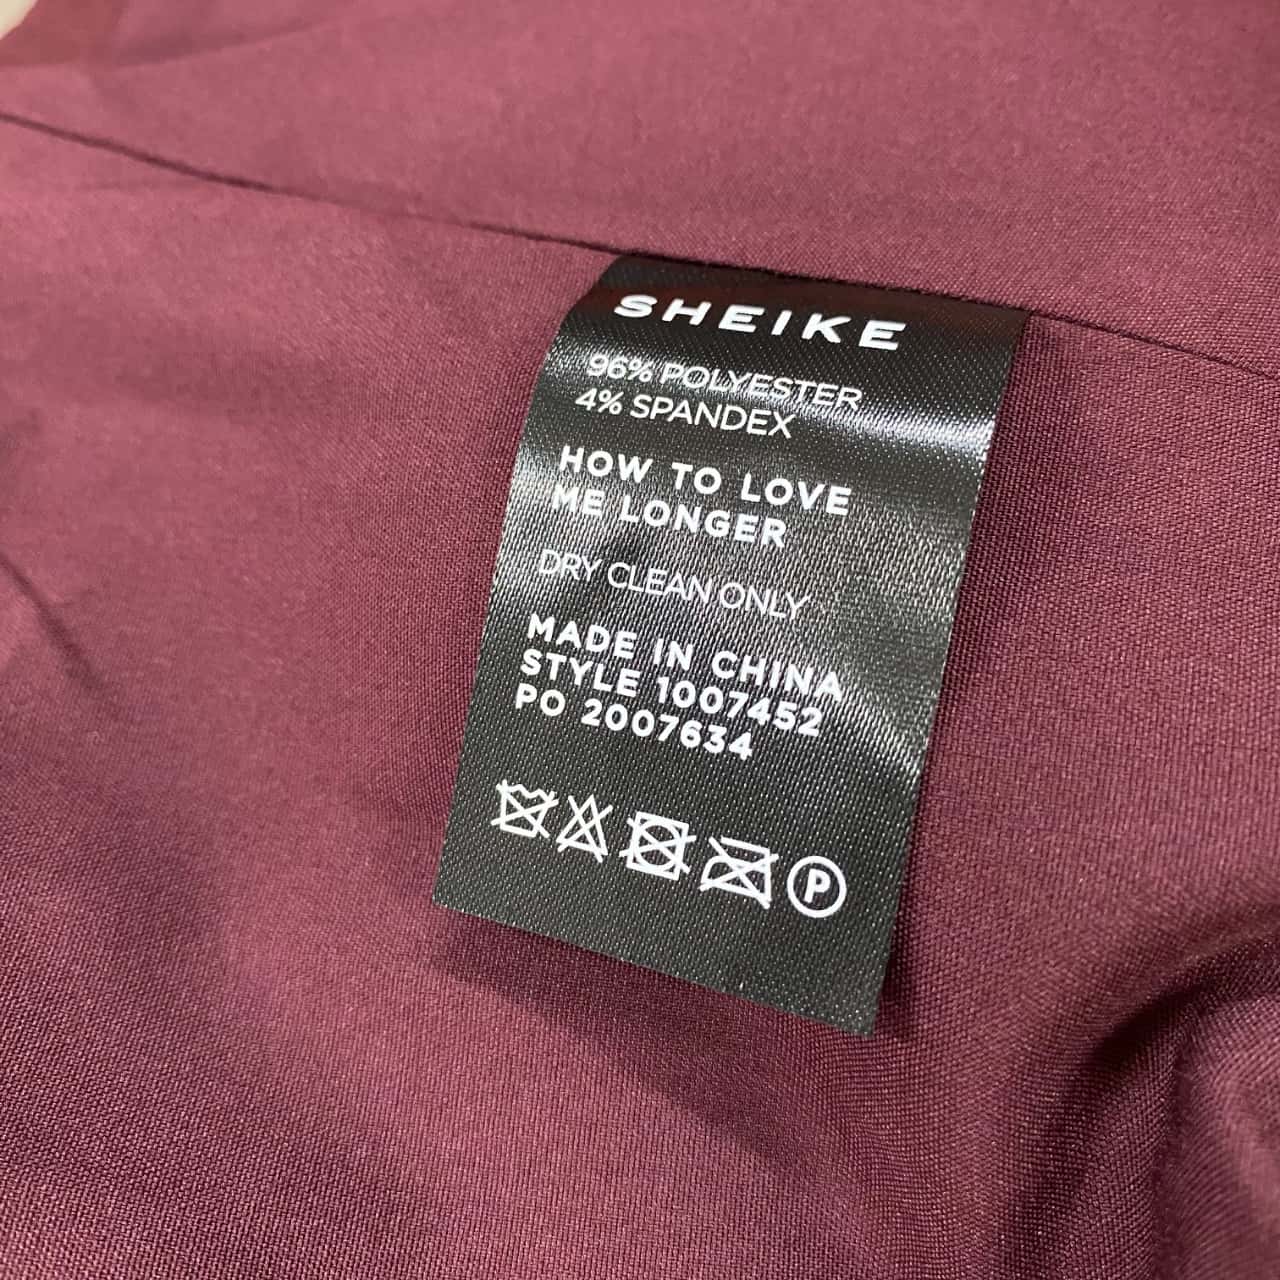 SHEIKE
96% POLYESTER
4% SPANDEX
HOW TO LOVE
ME LONGER
DRY CLEAN ONLY
MADE IN CHINA
STYLE 1007452
PO 2007634
P